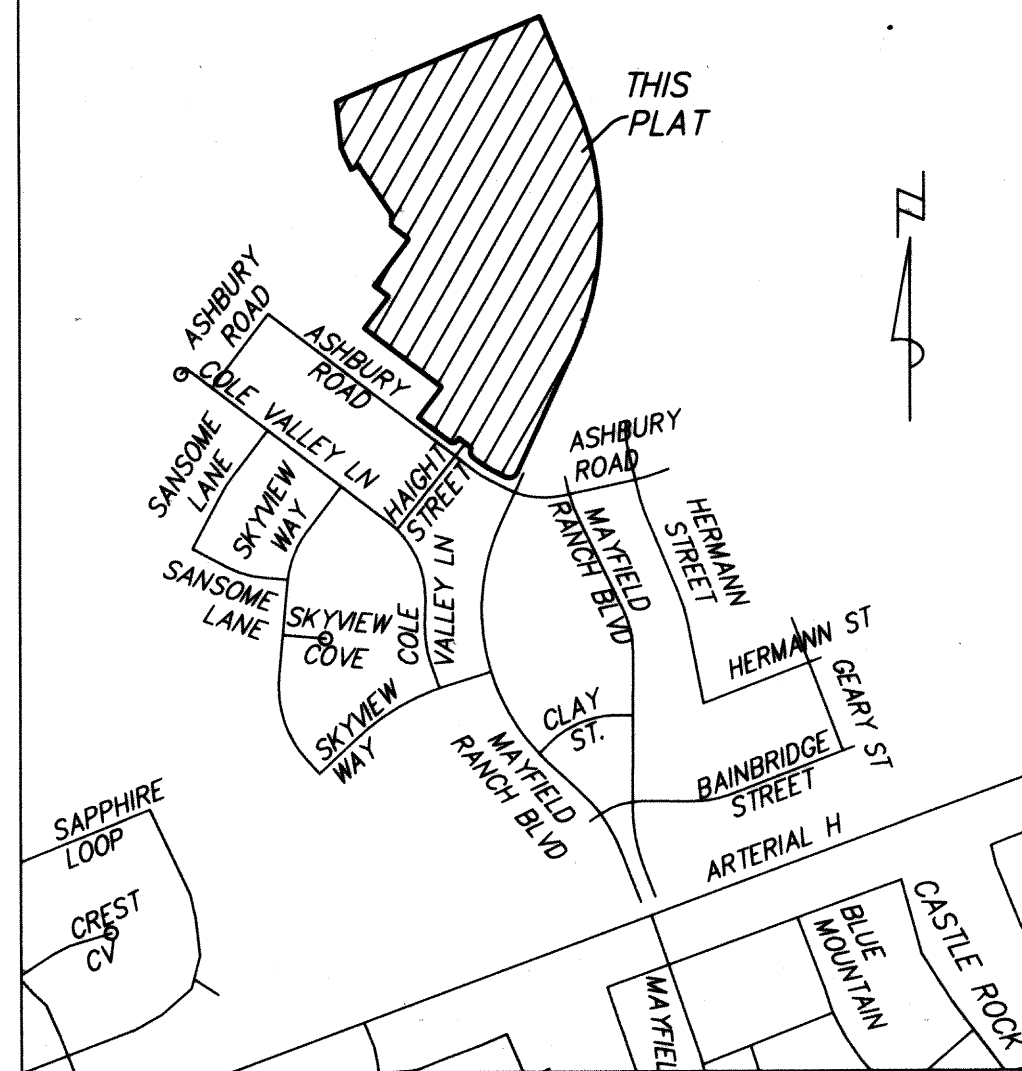 THIS
PLAT
N
ASHBURY
ROAD
ASHBURY
ROAD
COLE VALLEY LN
ASHBURY
ROAD
SANSOME
LANE
SKYVIEW
WAY
HAIGHT
STREET
MAYFIELD
RANCH BLVD
HERMANN
STREET
SANSOME
LANE
SKYVIEW
COVE
COLE
VALLEY LN
HERMANN ST
GEARY ST
SKYVIEW
WAY
CLAY
ST.
MAYFIELD
RANCH BLVD
BAINBRIDGE
STREET
SAPPHIRE
LOOP
ARTERIAL H
CREST
CV
BLUE
MOUNTAIN
CASTLE ROCK
MAYFIEL